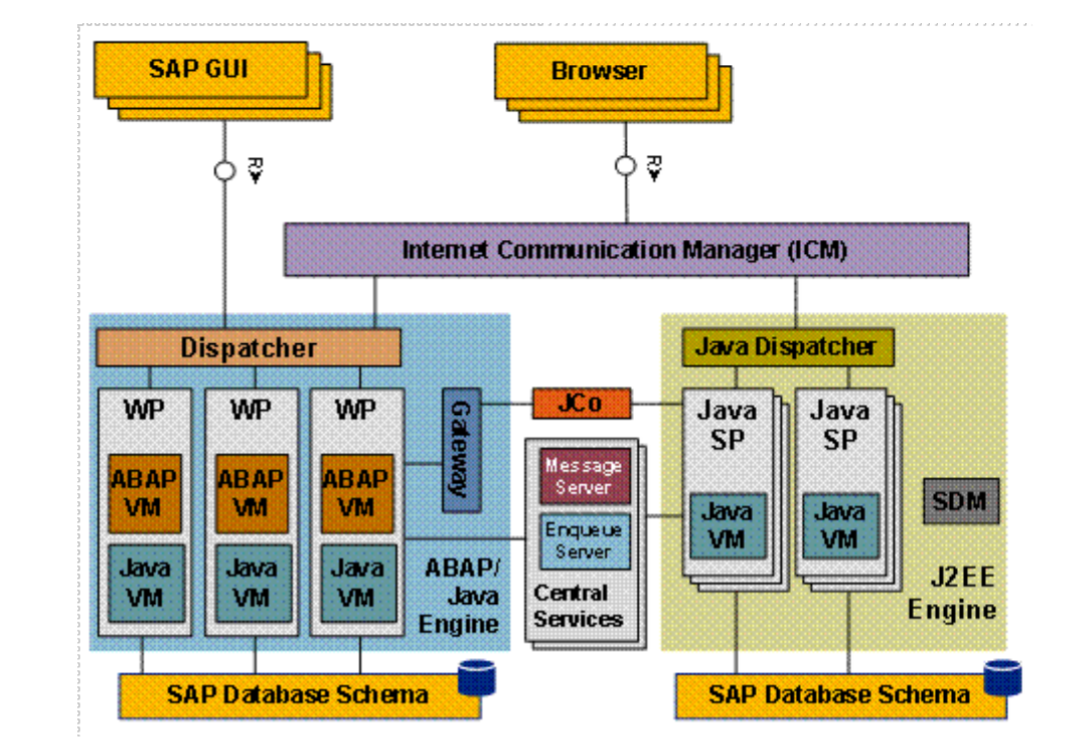 SAP GUI
Browser
R
R
Internet Communication Manager (ICM)
Dispatcher
Java Dispatcher
WP
WP
WP
Gateway
JCo
Java
SP
Java
SP
ABAP
VM
ABAP
VM
ABAP
VM
Message
Server
Enqueue
Server
Central
Services
Java
VM
Java
VM
SDM
Java
VM
Java
VM
Java
VM
ABAP/
Java
Engine
J2EE
Engine
SAP Database Schema
SAP Database Schema